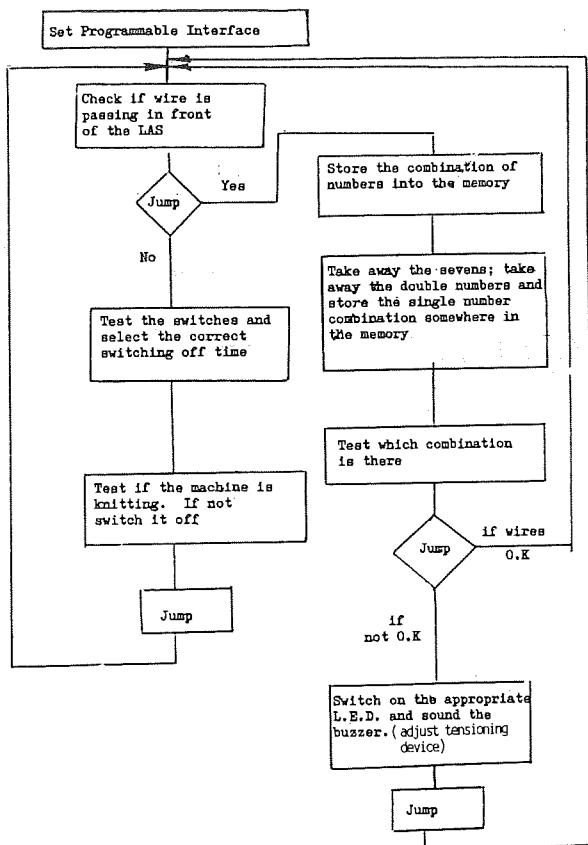 Set Programmable Interface
Check if wire is
passing in front
of the LAS
Jump
Yes
No
Test the switches and
select the correct
switching off time
Test if the machine is
knitting. If not
switch it off
Jump
Store the combination of
numbers into the memory
Take away the sevens; take
away the double numbers and
store the single number
combination somewhere in
the memory
Test which combination
is there
Jump
if wires
O.K
if
not O.K
Switch on the appropriate
L.E.D. and sound the
buzzer.(adjust tensioning
device)
Jump